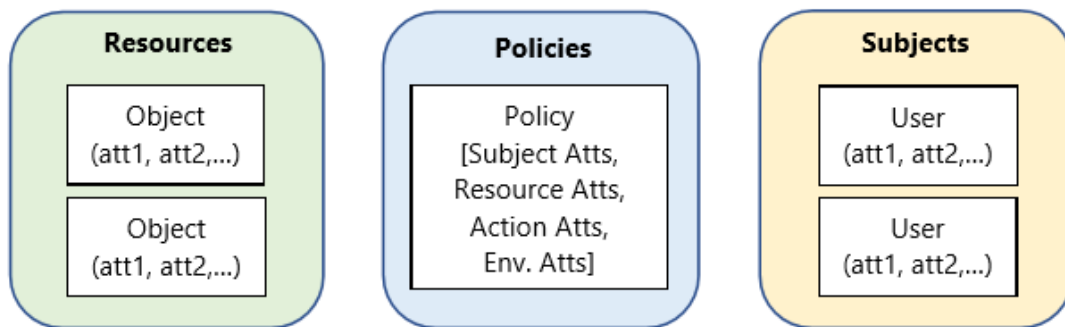 Resources
Object
(att1, att2,...)
Object
(att1, att2,...)
Policies
Policy
[Subject Atts,
Resource Atts,
Action Atts,
Env. Atts]
Subjects
User
(att1, att2,...)
User
(att1, att2,...)